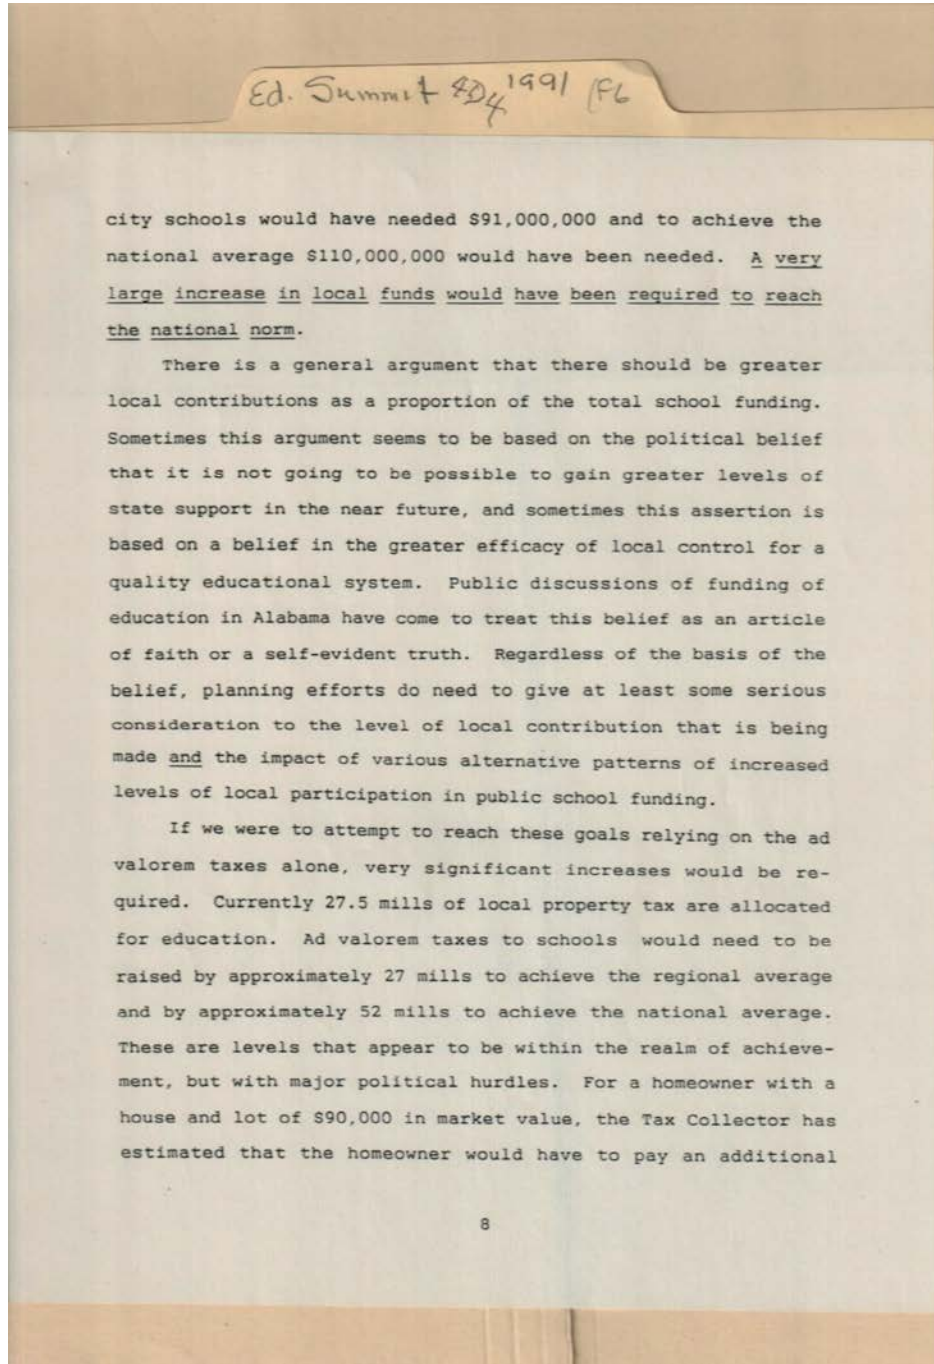 Ed. Summit 1991
city schools would have needed $91,000,000 and to achieve the
national average $110,000,000 would have been needed. A very
large increase in local funds would have been required to reach
the national norm.
There is a general argument that there should be greater
local contributions as a proportion of the total school funding.
Sometimes this argument seems to be based on the political belief
that it is not going to be possible to gain greater levels of
state support in the near future, and sometimes this assertion is
based on a belief in the greater efficacy of local control for a
quality educational system. Public discussions of funding of
education in Alabama have come to treat this belief as an article
of faith or a self-evident truth. Regardless of the basis of the
belief, planning efforts do need to give at least some serious
consideration to the level of local contribution that is being
made and the impact of various alternative patterns of increased
levels of local participation in public school funding.
If we were to attempt to reach these goals relying on the ad
valorem taxes alone, very significant increases would be re-
quired. Currently 27.5 mills of local property tax are allocated
for education. Ad valorem taxes to schools would need to be
raised by approximately 27 mills to achieve the regional average
and by approximately 52 mills to achieve the national average.
These are levels that appear to be within the realm of achieve-
ment, but with major political hurdles. For a homeowner with a
house and lot of $90,000 in market value, the Tax Collector has
estimated that the homeowner would have to pay an additional
8